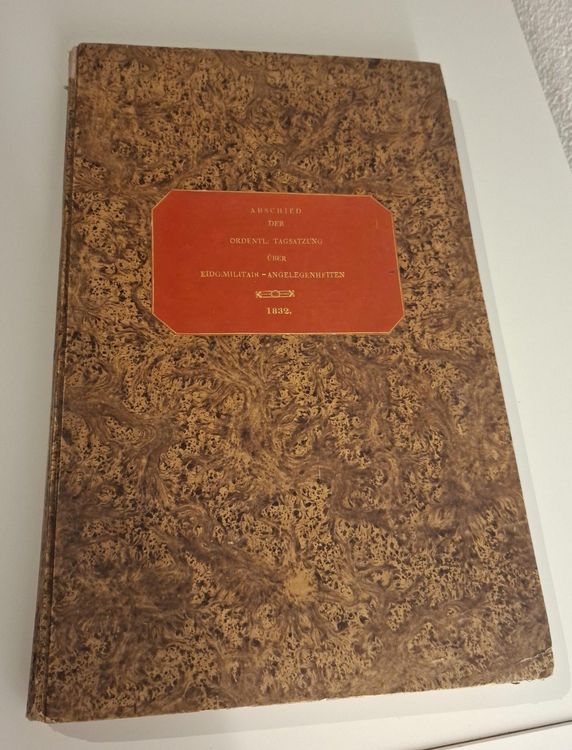 ABSCHIED
DER
ORDENTL: TAGSATZUNG
ÜBER
EIDG:MILITAIR-ANGELEGENHEITEN
1832.